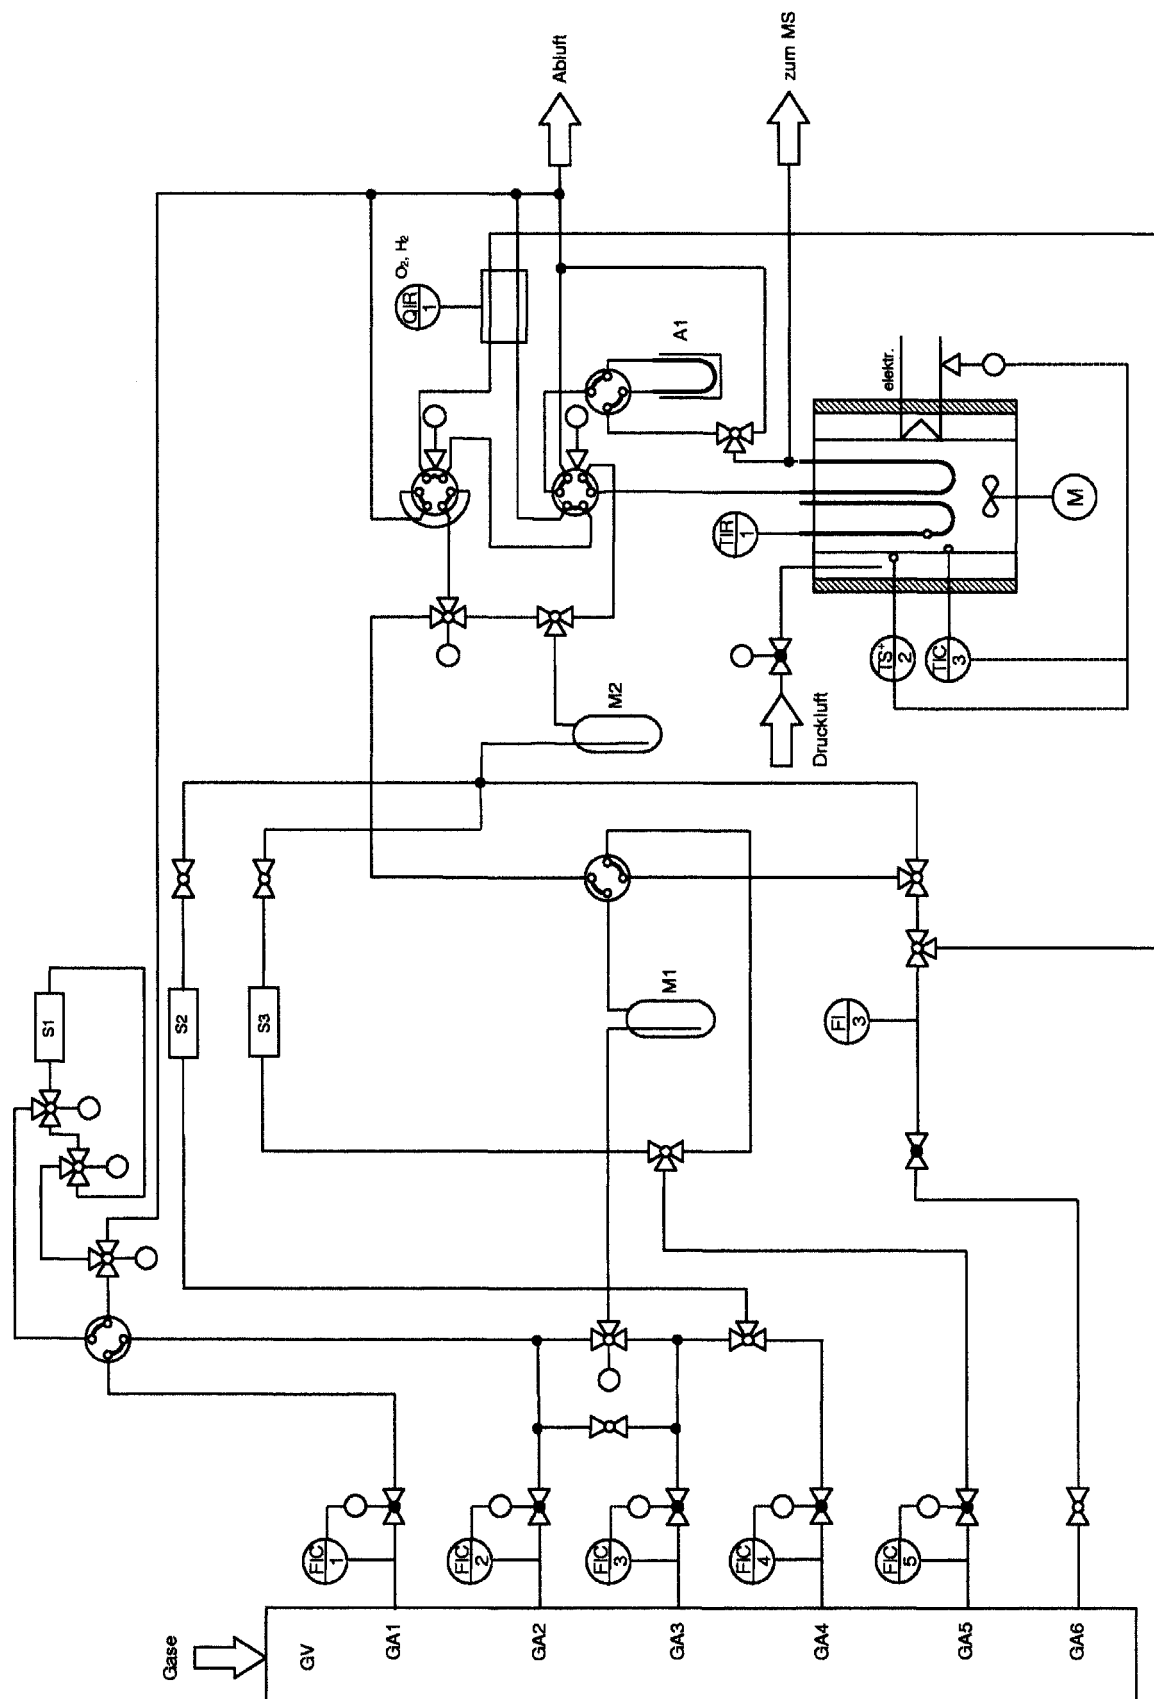 Gase
GV
GA1
GA2
GA3
GA4
GA5
GA6
FIC
1
FIC
2
FIC
3
FIC
4
FIC
5
S1
S2
S3
M1
M2
FI
3
Druckluft
TS+
2
TIC
3
TIR
1
M
elektr.
A1
QIR
1
O₂, H₂
Abluft
zum MS